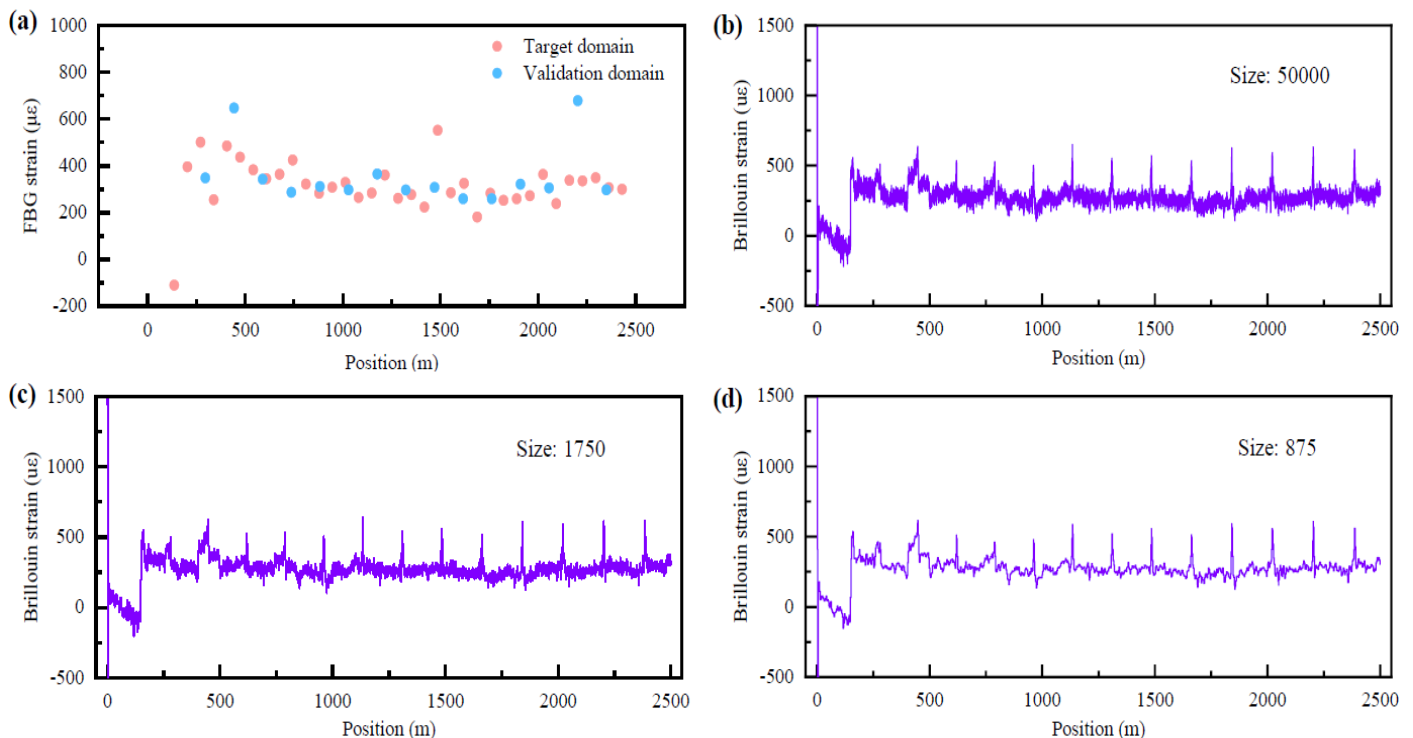 (a)
1000
800
600
400
200
0
-200
FBG strain (με)
Target domain
Validation domain
0 500 1000 1500 2000 2500
Position (m)
(b)
1500
1000
500
0
-500
Brillouin strain (uε)
Size: 50000
0 500 1000 1500 2000 2500
Position (m)
(c)
1500
1000
500
0
-500
Brillouin strain (uε)
Size: 1750
0 500 1000 1500 2000 2500
Position (m)
(d)
1500
1000
500
0
-500
Brillouin strain (uε)
Size: 875
0 500 1000 1500 2000 2500
Position (m)